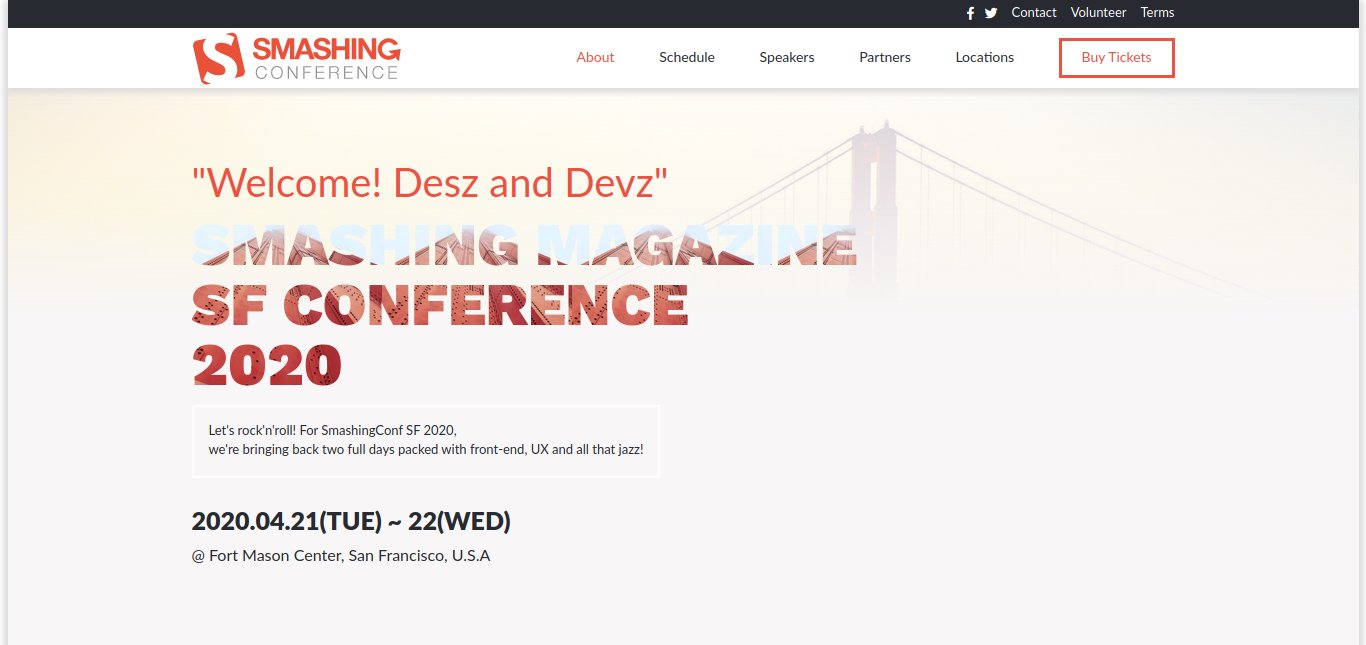 Contact Volunteer Terms
SMASHING
CONFERENCE
About Schedule Speakers Partners Locations Buy Tickets
"Welcome! Desz and Devz"
SMASHING MAGAZINE
SF CONFERENCE
2020
Let's rock'n'roll! For SmashingConf SF 2020,
we're bringing back two full days packed with front-end, UX and all that jazz!
2020.04.21(TUE) ~ 22(WED)
@ Fort Mason Center, San Francisco, U.S.A